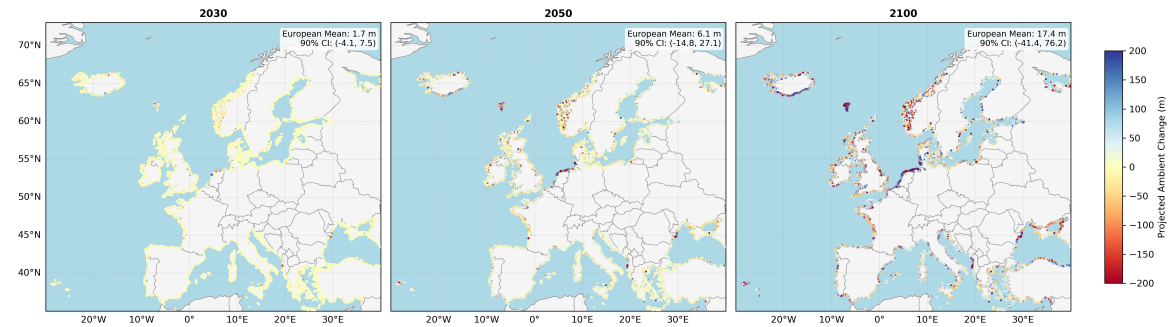 2030
2050
2100
European Mean: 1.7 m
90% CI: (-4.1, 7.5)
European Mean: 6.1 m
90% CI: (-14.8, 27.1)
European Mean: 17.4 m
90% CI: (-41.4, 76.2)
70°N
65°N
60°N
55°N
50°N
45°N
40°N
20°W
10°W
0°
10°E
20°E
30°E
20°W
10°W
0°
10°E
20°E
30°E
20°W
10°W
0°
10°E
20°E
30°E
200
150
100
50
0
−50
−100
−150
−200
Projected Ambient Change (m)